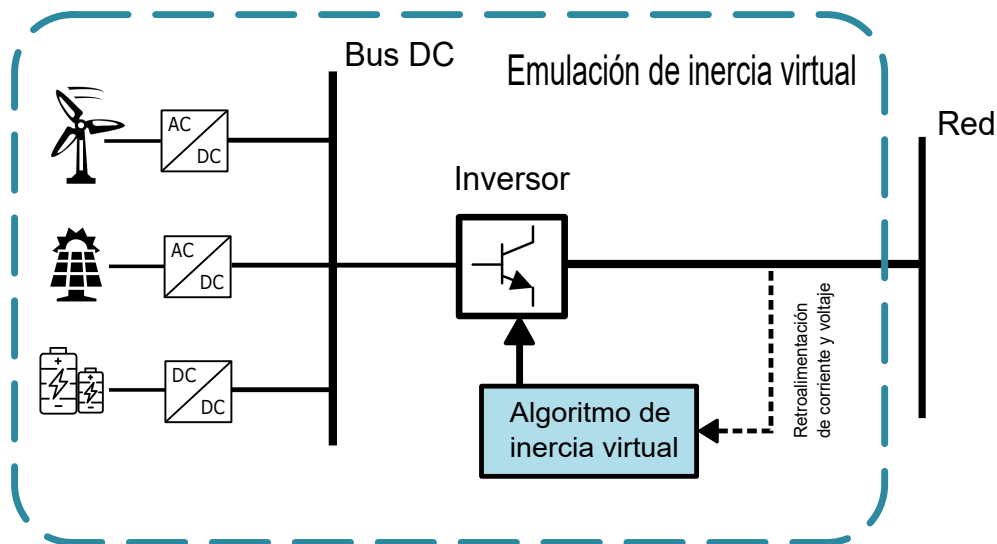 Bus DC
Emulación de inercia virtual
Red
AC
DC
Inversor
AC
DC
DC
DC
Algoritmo de
inercia virtual
Retroalimentación
de corriente y voltaje